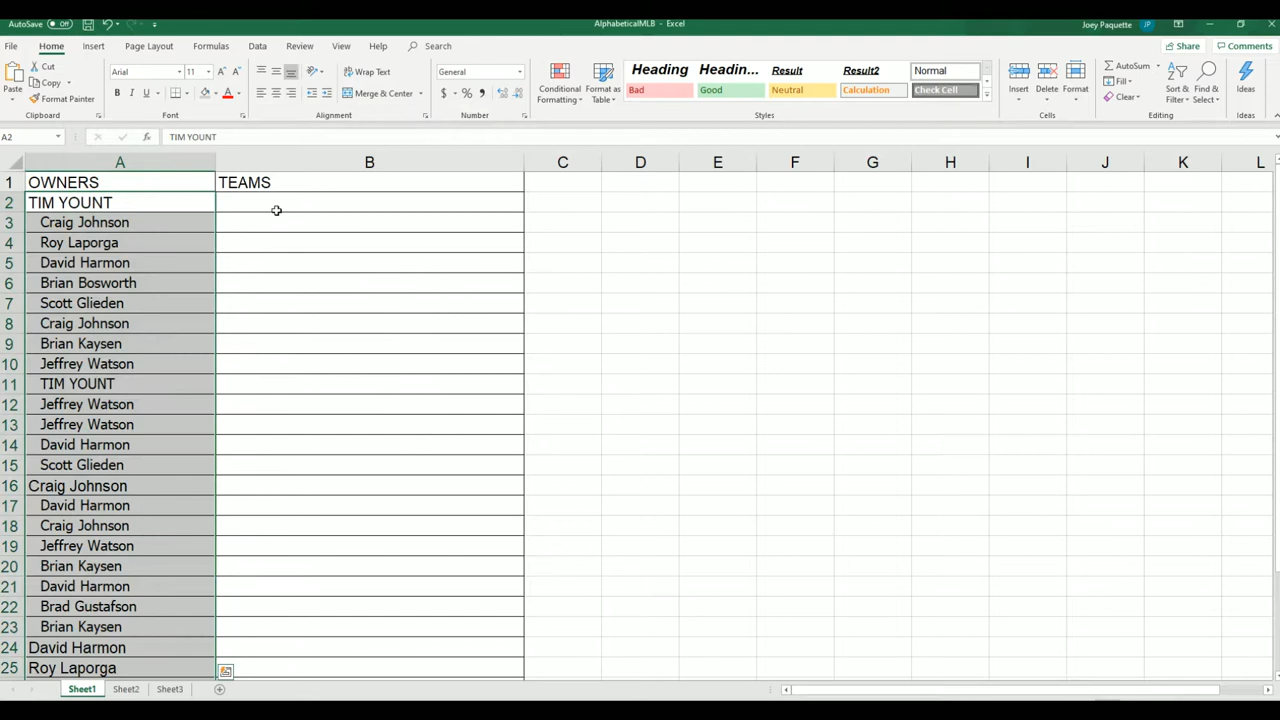 AutoSave Off AlphabeticalMLB - Excel Joey Paquette JP
File Home Insert Page Layout Formulas Data Review View Help Search Share Comments
Paste Cut Copy Format Painter Clipboard
Arial 11 A A B I U A Font
Wrap Text Merge & Center Alignment
General $ % , Number
Conditional Formatting Format as Table
Heading Headin... Result Result2 Normal
Bad Good Neutral Calculation Check Cell
Styles
Insert Delete Format Cells
AutoSum Fill Clear Sort & Filter Find & Select Editing
Ideas Ideas
A2 fx TIM YOUNT
A B C D E F G H I J K L
1 OWNERS TEAMS
2 TIM YOUNT
3 Craig Johnson
4 Roy Laporga
5 David Harmon
6 Brian Bosworth
7 Scott Glieden
8 Craig Johnson
9 Brian Kaysen
10 Jeffrey Watson
11 TIM YOUNT
12 Jeffrey Watson
13 Jeffrey Watson
14 David Harmon
15 Scott Glieden
16 Craig Johnson
17 David Harmon
18 Craig Johnson
19 Jeffrey Watson
20 Brian Kaysen
21 David Harmon
22 Brad Gustafson
23 Brian Kaysen
24 David Harmon
25 Roy Laporga
Sheet1 Sheet2 Sheet3